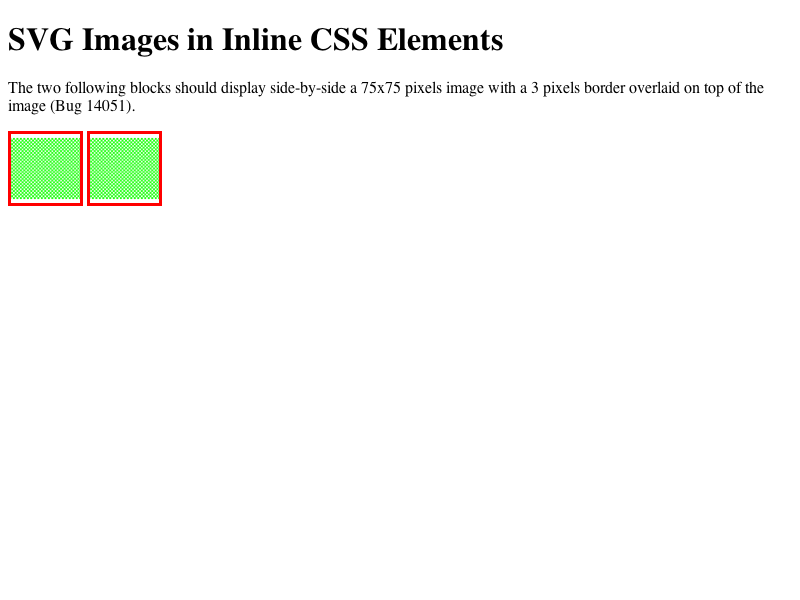 SVG Images in Inline CSS Elements
The two following blocks should display side-by-side a 75x75 pixels image with a 3 pixels border overlaid on top of the
image (Bug 14051).